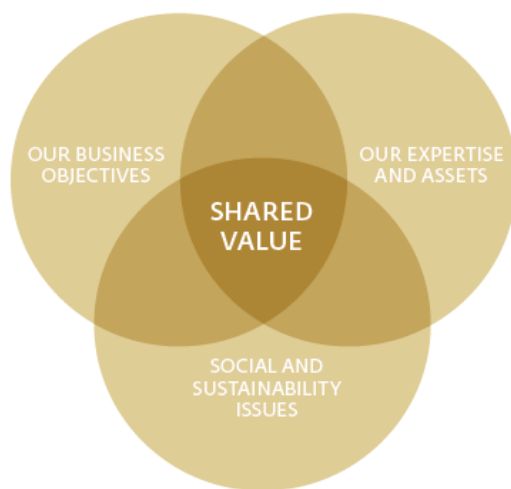 OUR BUSINESS
OBJECTIVES
OUR EXPERTISE
AND ASSETS
SHARED
VALUE
SOCIAL AND
SUSTAINABILITY
ISSUES